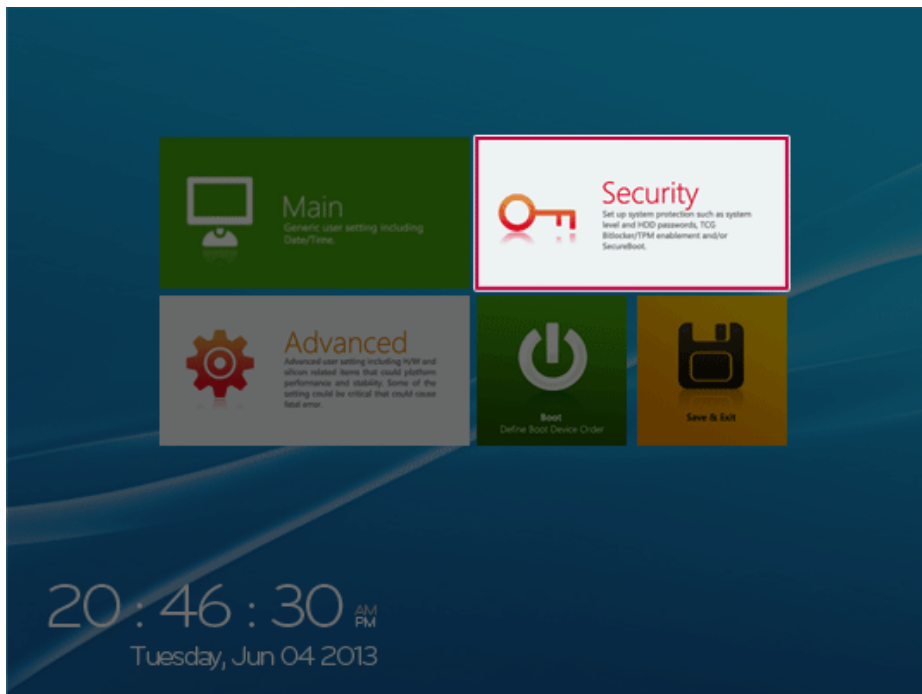 Main
Generic user setting including
Date/Time.
Security
Set up system protection such as system
level and HDD passwords, TCG
Bitlocker/TPM enablement and/or
SecureBoot.
Advanced
Advanced user setting including H/W and
silicon related items that could platform
performance and stability. Some of the
setting could be critical that could cause
fatal error.
Boot
Define Boot Device Order
Save & Exit
20 : 46 : 30 AM
PM
Tuesday, Jun 04 2013